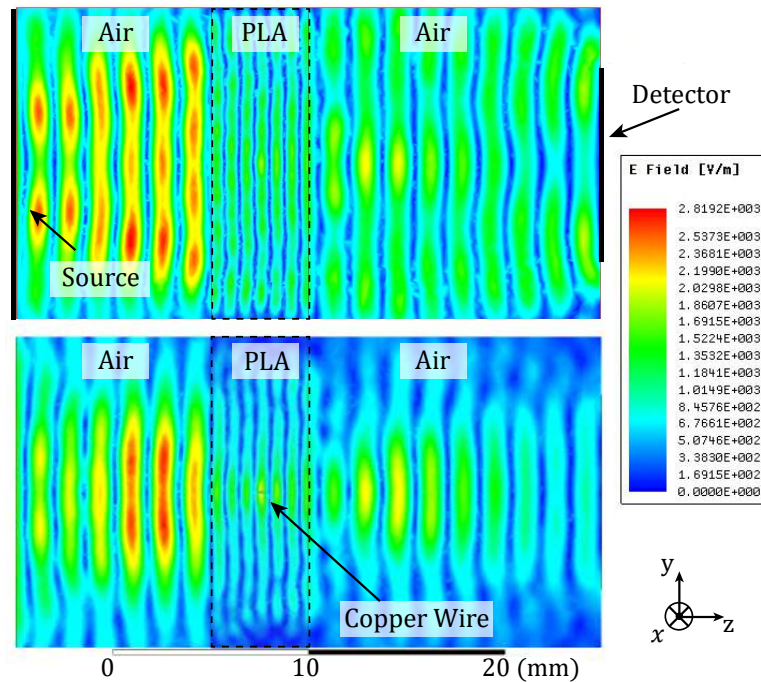 Air PLA Air
Detector
Source
E Field [V/m]
2.8192E+003
2.5373E+003
2.3681E+003
2.1990E+003
2.0298E+003
1.8607E+003
1.6915E+003
1.5224E+003
1.3532E+003
1.1841E+003
1.0149E+003
8.4576E+002
6.7661E+002
5.0746E+002
3.3830E+002
1.6915E+002
0.0000E+000
Air PLA Air
Copper Wire
y
x z
0 10 20 (mm)